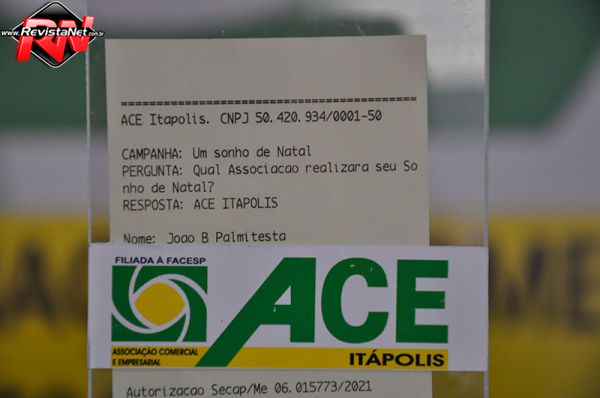 www.RevistaNet.com.br
RN
ACE Itapolis. CNPJ 50.420.934/0001-50
CAMPANHA: Um sonho de Natal
PERGUNTA: Qual Associacao realizara seu So
nho de Natal?
RESPOSTA: ACE ITAPOLIS
Nome: Joao B Palmitesta
FILIADA À FACESP
ACE
ASSOCIAÇÃO COMERCIAL
E EMPRESARIAL
ITÁPOLIS
Autorizacao Secap/Me 06.015773/2021